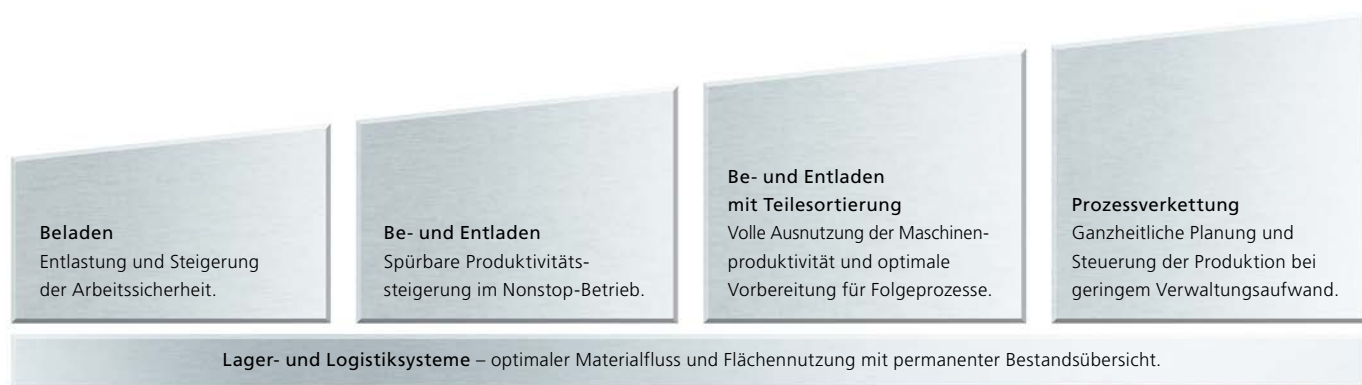 Beladen
Entlastung und Steigerung
der Arbeitssicherheit.
Be- und Entladen
Spürbare Produktivitäts-
steigerung im Nonstop-Betrieb.
Be- und Entladen
mit Teilesortierung
Volle Ausnutzung der Maschinen-
produktivität und optimale
Vorbereitung für Folgeprozesse.
Prozessverkettung
Ganzheitliche Planung und
Steuerung der Produktion bei
geringem Verwaltungsaufwand.
Lager- und Logistiksysteme – optimaler Materialfluss und Flächennutzung mit permanenter Bestandsübersicht.